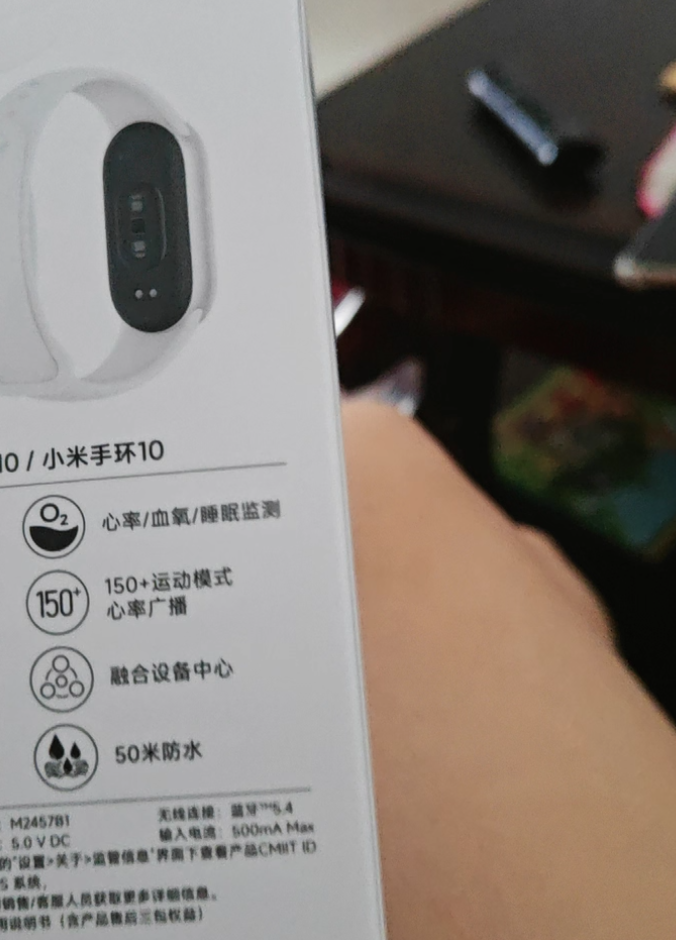 10 / 小米手环10
O₂
心率/血氧/睡眠监测
150+
150+运动模式
心率广播
融合设备中心
50米防水
: M2457B1 无线连接: 蓝牙™5.4
: 5.0 V DC 输入电流: 500mA Max
的"设置>关于>监管信息"界面下查看产品CMIIT ID
S 系统,
销售/客服人员获取更多详细信息。
用说明书（含产品售后三包权益）